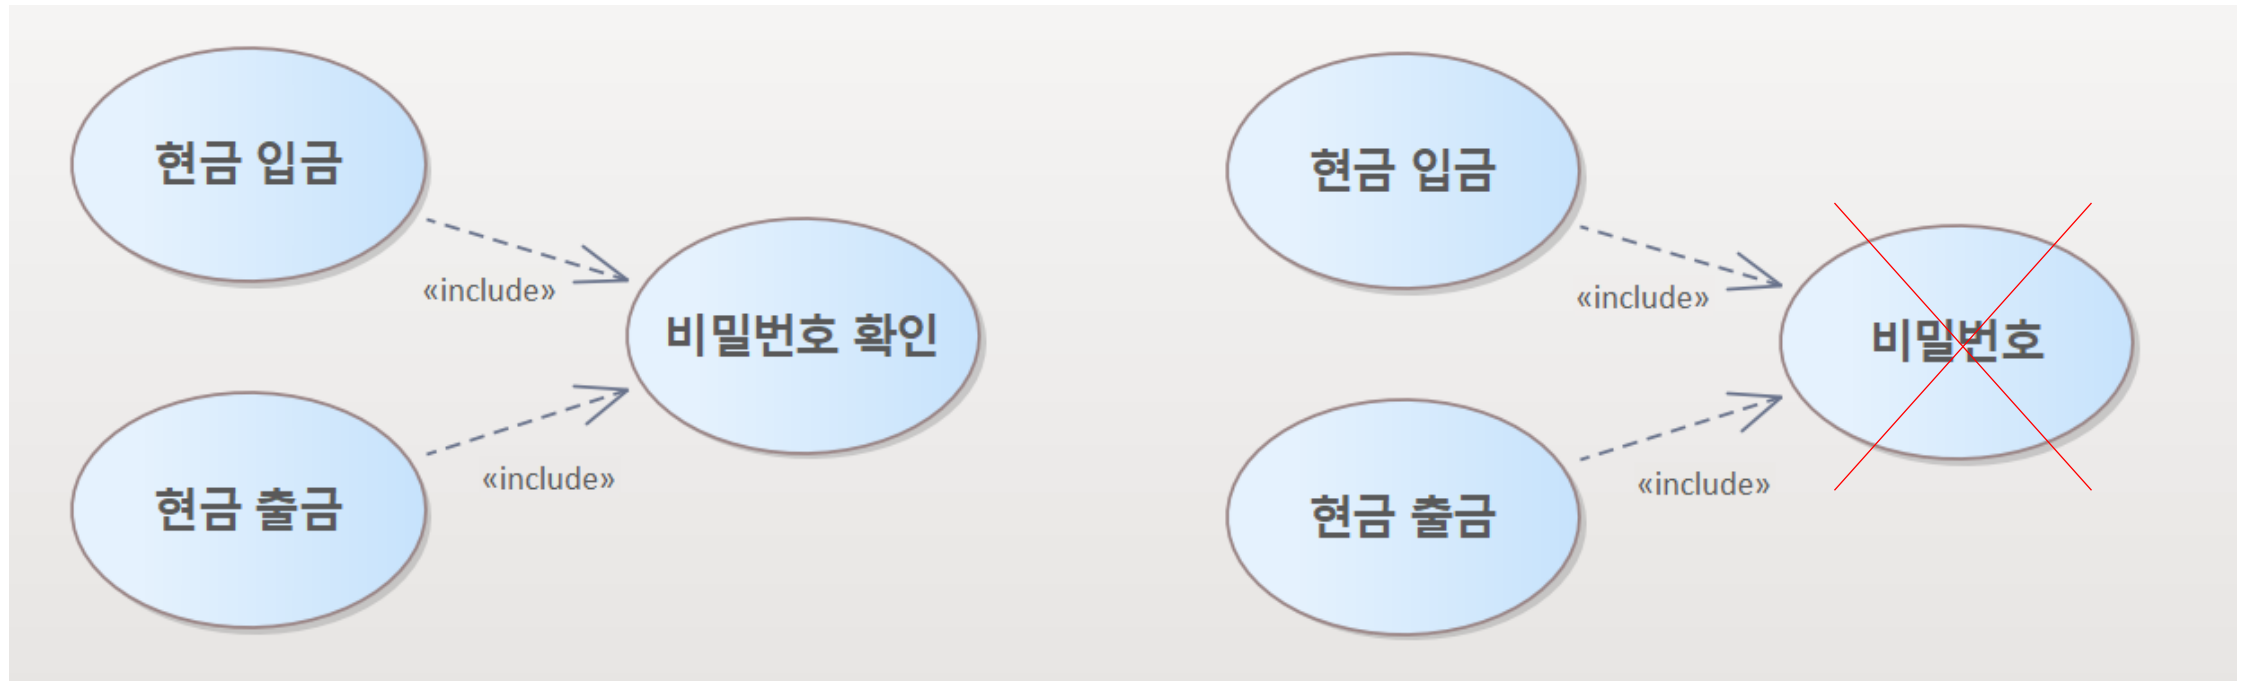 현금 입금
«include»
비밀번호 확인
«include»
현금 출금
현금 입금
«include»
비밀번호
«include»
현금 출금